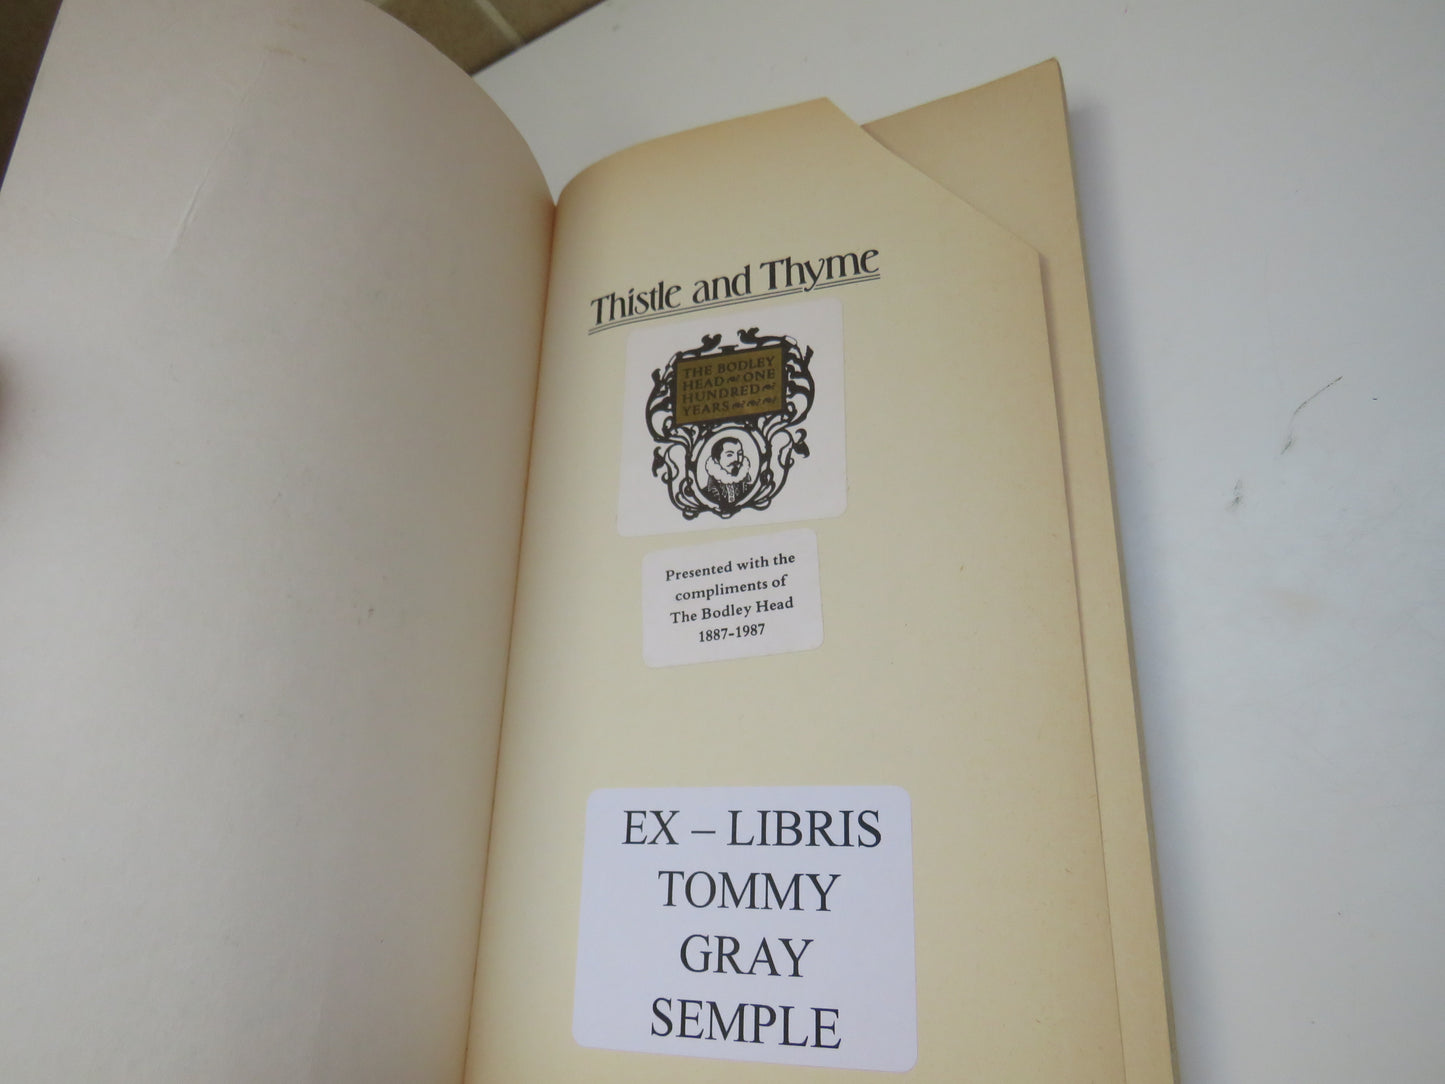 Thistle and Thyme
THE BODLEY
HEAD ONE
HUNDRED
YEARS
Presented with the
compliments of
The Bodley Head
1887-1987
EX – LIBRIS
TOMMY
GRAY
SEMPLE